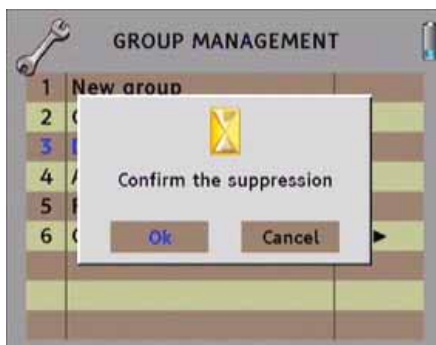 GROUP MANAGEMENT
1 New group
2
3
4
5
6
Confirm the suppression
Ok Cancel